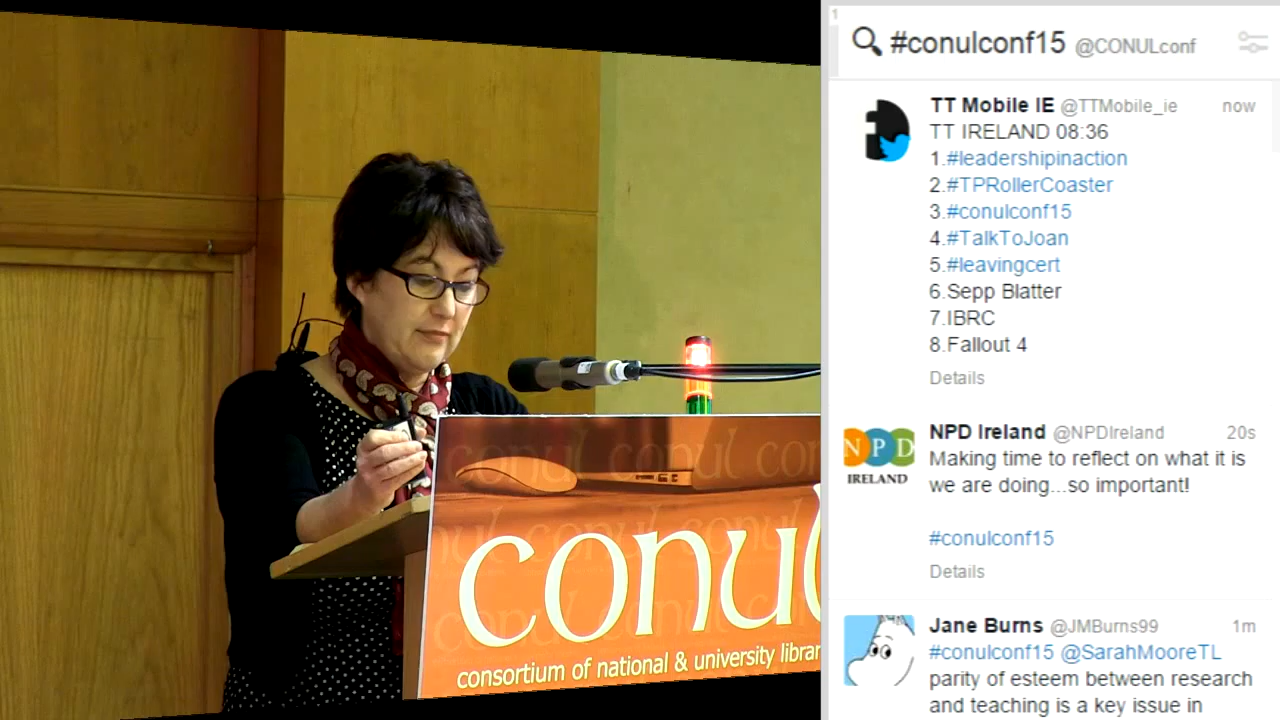 conul
consortium of national & university librar
1
#conulconf15 @CONULconf
TT Mobile IE @TTMobile_ie now
TT IRELAND 08:36
1.#leadershipinaction
2.#TPRollerCoaster
3.#conulconf15
4.#TalkToJoan
5.#leavingcert
6.Sepp Blatter
7.IBRC
8.Fallout 4
Details
NPD
IRELAND
NPD Ireland @NPDIreland 20s
Making time to reflect on what it is
we are doing...so important!
#conulconf15
Details
Jane Burns @JMBurns99 1m
#conulconf15 @SarahMooreTL
parity of esteem between research
and teaching is a key issue in